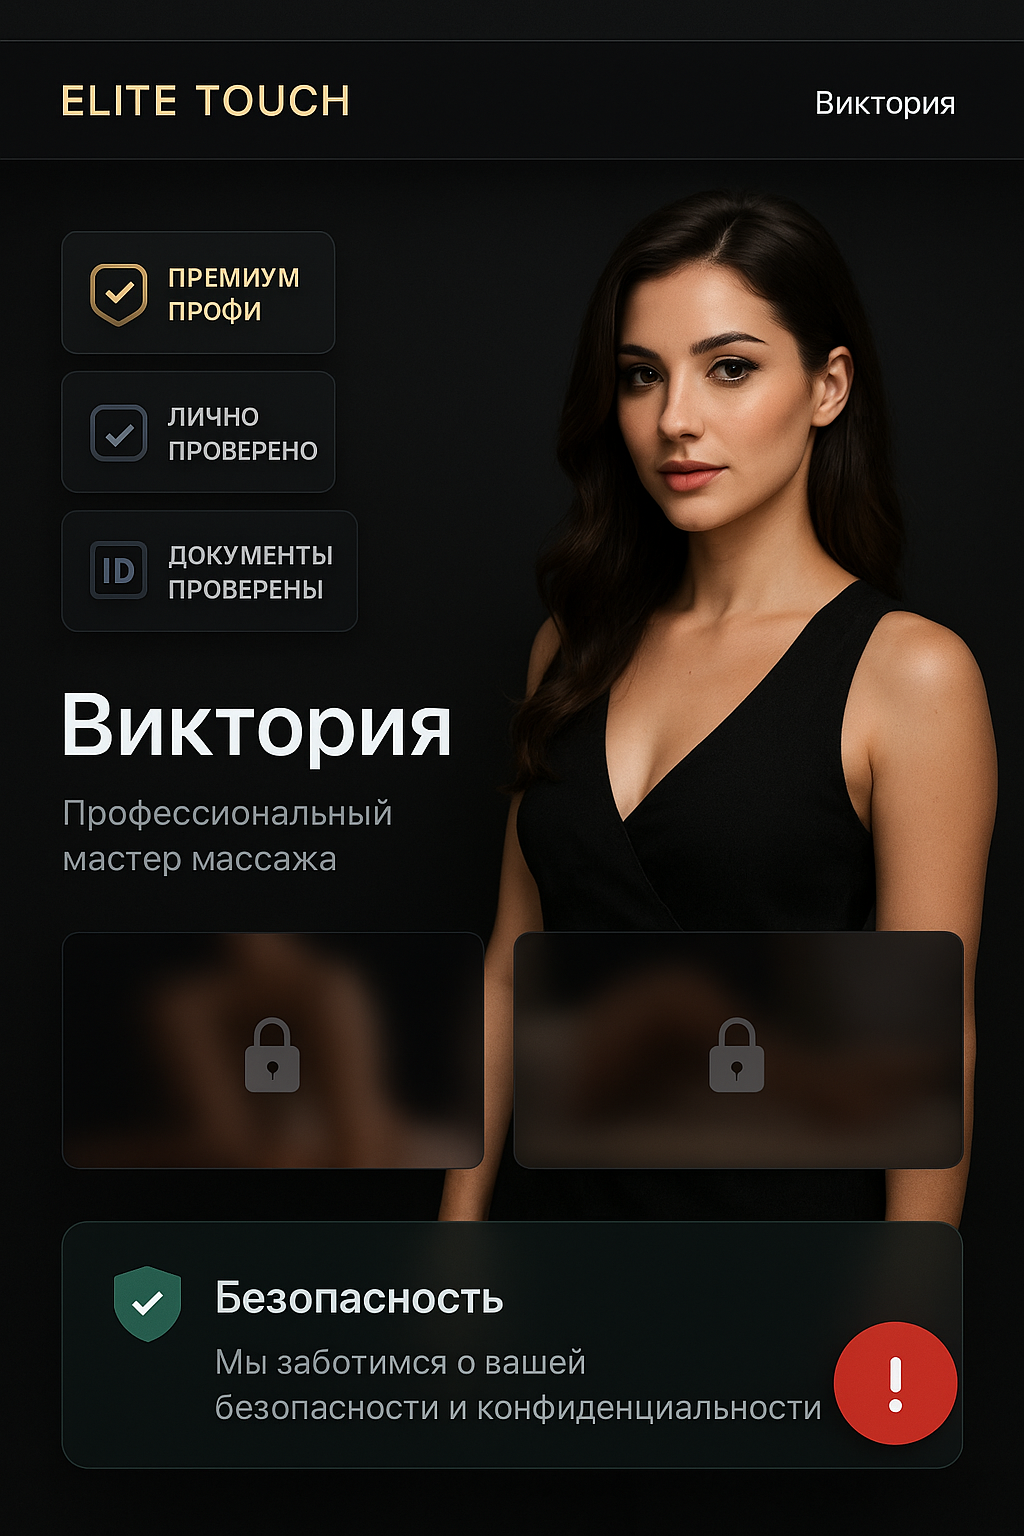 ELITE TOUCH
Виктория
ПРЕМИУМ
ПРОФИ
ЛИЧНО
ПРОВЕРЕНО
ID
ДОКУМЕНТЫ
ПРОВЕРЕНЫ
Виктория
Профессиональный
мастер массажа
Безопасность
Мы заботимся о вашей
безопасности и конфиденциальности
!